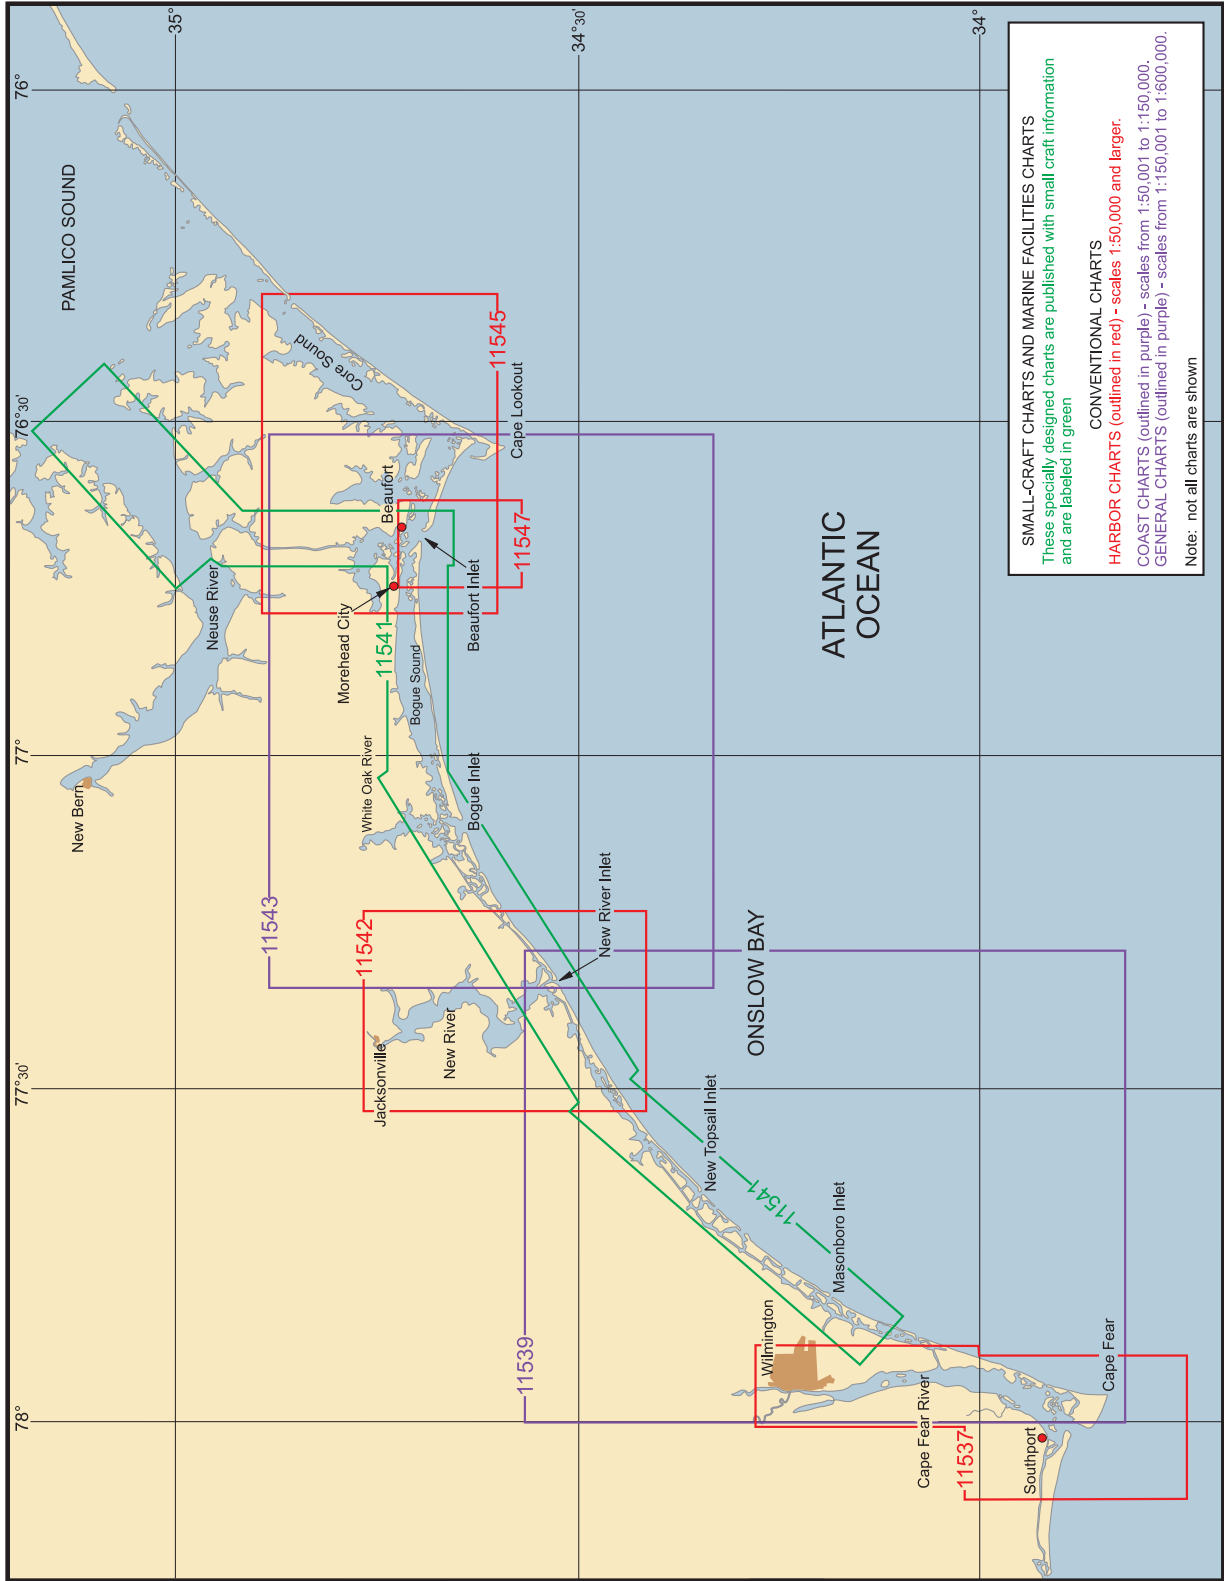 76°
76°30'
77°
77°30'
78°
35°
34°30'
34°
PAMLICO SOUND
Core Sound
11545
Cape Lookout
Beaufort
11547
Beaufort Inlet
Neuse River
Morehead City
11541
Bogue Sound
New Bern
White Oak River
Bogue Inlet
11543
11542
New River Inlet
New River
Jacksonville
ATLANTIC
OCEAN
ONSLOW BAY
New Topsail Inlet
11541
Masonboro Inlet
11539
Wilmington
Cape Fear River
Cape Fear
11537
Southport
SMALL-CRAFT CHARTS AND MARINE FACILITIES CHARTS
These specially designed charts are published with small craft information
and are labeled in green
CONVENTIONAL CHARTS
HARBOR CHARTS (outlined in red) - scales 1:50,000 and larger.
COAST CHARTS (outlined in purple) - scales from 1:50,001 to 1:150,000.
GENERAL CHARTS (outlined in purple) - scales from 1:150,001 to 1:600,000.
Note: not all charts are shown